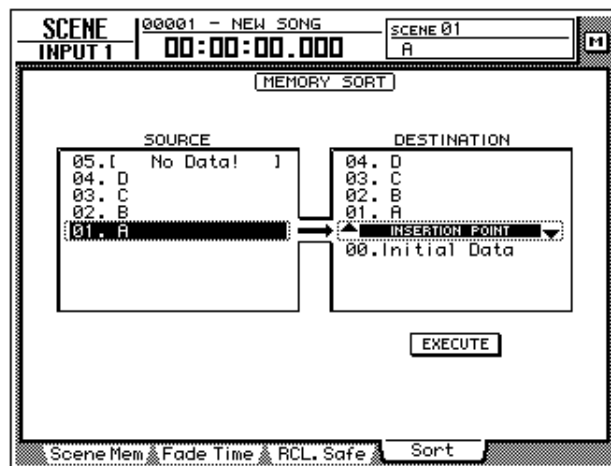 SCENE
INPUT 1
00001 - NEW SONG
00:00:00.000
SCENE 01
A
M
MEMORY SORT
SOURCE
05.[ No Data! ]
04. D
03. C
02. B
01. A
DESTINATION
04. D
03. C
02. B
01. A
INSERTION POINT
00.Initial Data
EXECUTE
Scene Mem
Fade Time
RCL. Safe
Sort